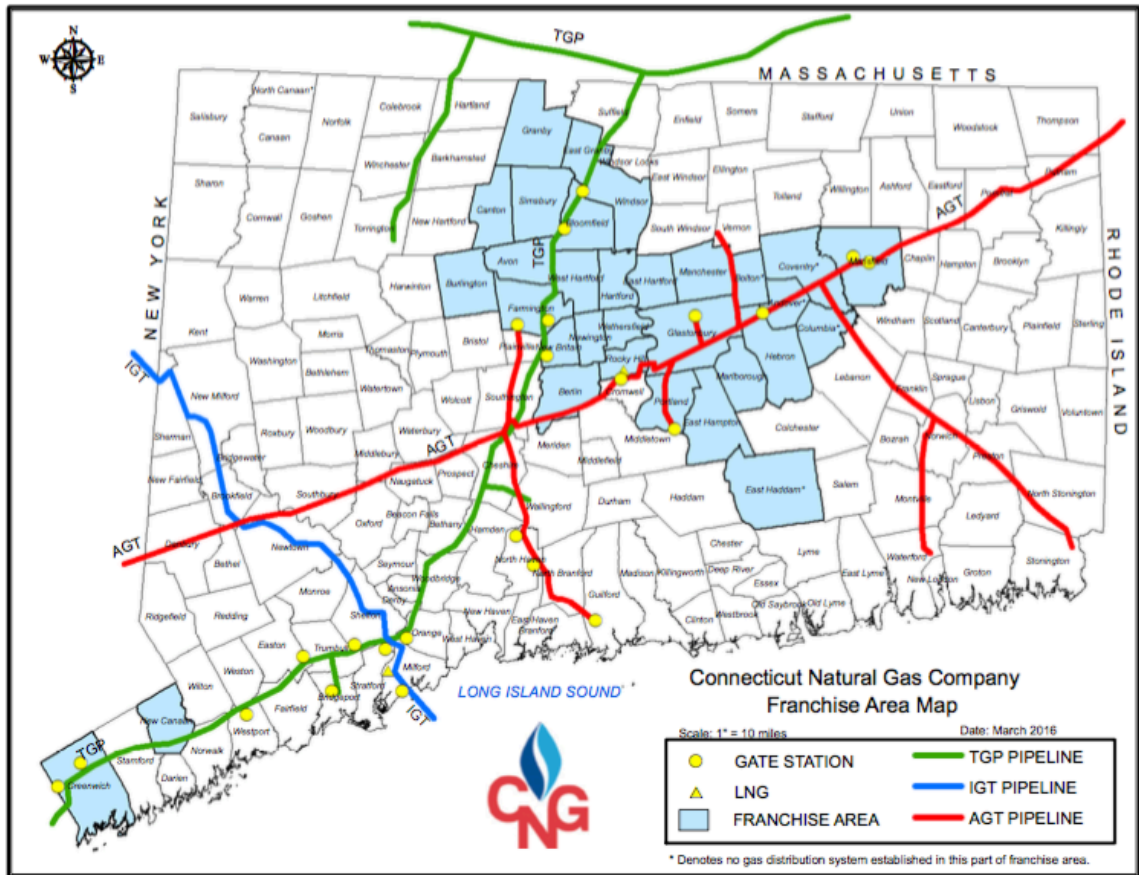 N
W
E
S
TGP
MASSACHUSETTS
North Canaan*
Colebrook
Hartland
Suffield
Enfield
Somers
Stafford
Union
Woodstock
Thompson
Salisbury
Canaan
Norfolk
Granby
East Granby
Windsor Locks
Winchester
Barkhamsted
East Windsor
Ellington
Tolland
Willington
Ashford
Eastford
Sharon
Cornwall
Goshen
Torrington
New Hartford
Canton
Simsbury
Bloomfield
Windsor
South Windsor
Vernon
AGT
Killingly
NEW YORK
RHODE ISLAND
TGP
Avon
West Hartford
East Hartford
Manchester
Bolton*
Coventry*
Mansfield
Chaplin
Hampton
Brooklyn
Warren
Litchfield
Harwinton
Burlington
Farmington
Hartford
Kent
Morris
Bristol
Plainville
New Britain
Newington
Wethersfield
Glastonbury
Andover*
Columbia*
Windham
Scotland
Canterbury
Plainfield
Sterling
IGT
Washington
Bethlehem
Thomaston
Plymouth
Rocky Hill
Hebron
New Milford
Watertown
Wolcott
Southington
Berlin
Cromwell
Portland
Marlborough
Lebanon
Franklin
Sprague
Lisbon
Griswold
Voluntown
Sherman
Roxbury
Woodbury
Waterbury
AGT
Meriden
Middletown
East Hampton
Colchester
Bozrah
Norwich
Preston
Bridgewater
Middlebury
New Fairfield
Brookfield
Southbury
Naugatuck
Prospect
Cheshire
Middlefield
East Haddam*
Salem
Montville
North Stonington
Wallingford
Durham
Haddam
Ledyard
AGT
Danbury
Newtown
Oxford
Beacon Falls
Bethany
Hamden
Bethel
Seymour
North Haven
North Branford
Madison
Killingworth
Chester
Deep River
Essex
Lyme
East Lyme
Waterford
New London
Groton
Stonington
Ridgefield
Redding
Monroe
Ansonia
Derby
Woodbridge
Guilford
Westbrook
Old Saybrook
Old Lyme
Shelton
New Haven
East Haven
Branford
Clinton
Easton
Trumbull
Orange
West Haven
Wilton
Weston
Milford
Stratford
Bridgeport
Fairfield
New Canaan
Westport
LONG ISLAND SOUND
IGT
TGP
Stamford
Norwalk
Darien
Greenwich
Connecticut Natural Gas Company
Franchise Area Map
Scale: 1" = 10 miles
Date: March 2016
GATE STATION
LNG
FRANCHISE AREA
TGP PIPELINE
IGT PIPELINE
AGT PIPELINE
* Denotes no gas distribution system established in this part of franchise area.
CNG